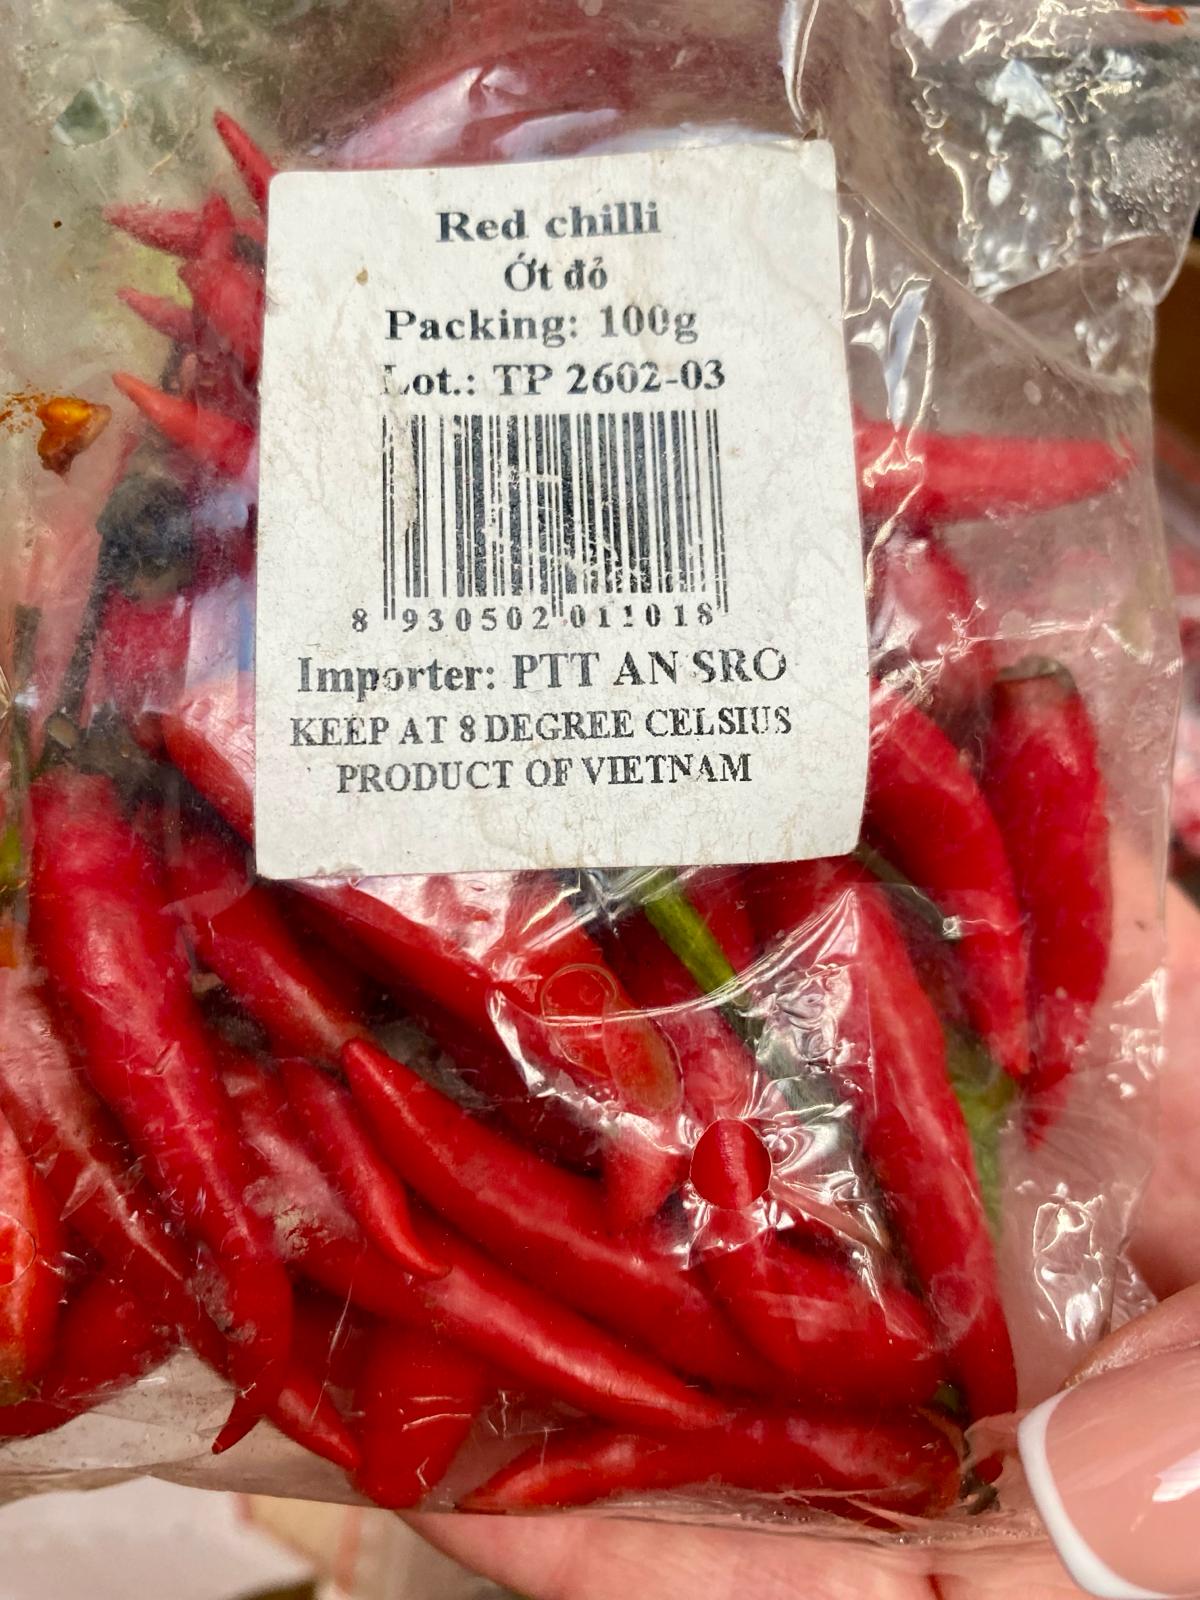 Red chilli
Ớt đỏ
Packing: 100g
Lot.: TP 2602-03
8 930502 011018
Importer: PTT AN SRO
KEEP AT 8 DEGREE CELSIUS
PRODUCT OF VIETNAM